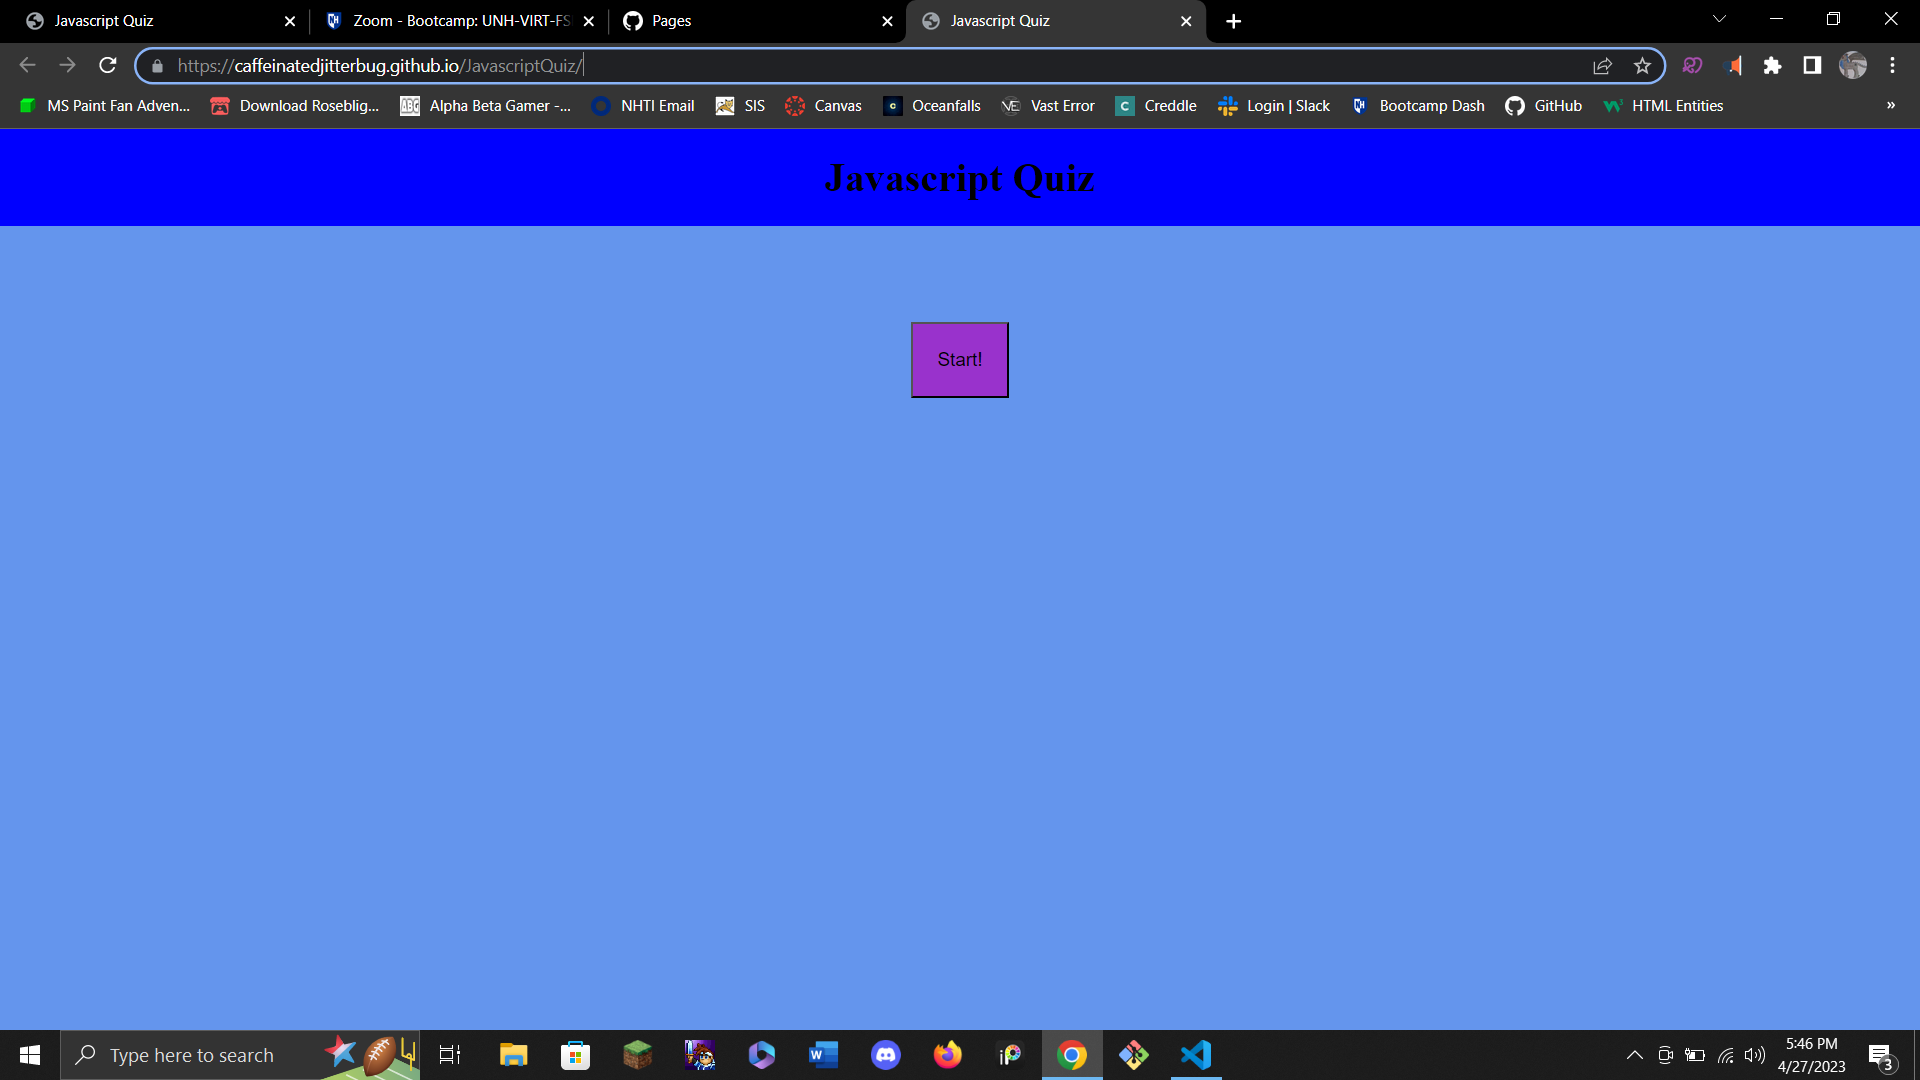 Javascript Quiz
Zoom - Bootcamp: UNH-VIRT-FS
Pages
Javascript Quiz
https://caffeinatedjitterbug.github.io/JavascriptQuiz/
MS Paint Fan Adven...
Download Roseblig...
ABG
Alpha Beta Gamer -...
NHTI Email
SIS
Canvas
Oceanfalls
VE
Vast Error
C
Creddle
Login | Slack
Bootcamp Dash
GitHub
HTML Entities
»
Javascript Quiz
Start!
Type here to search
5:46 PM
4/27/2023
3